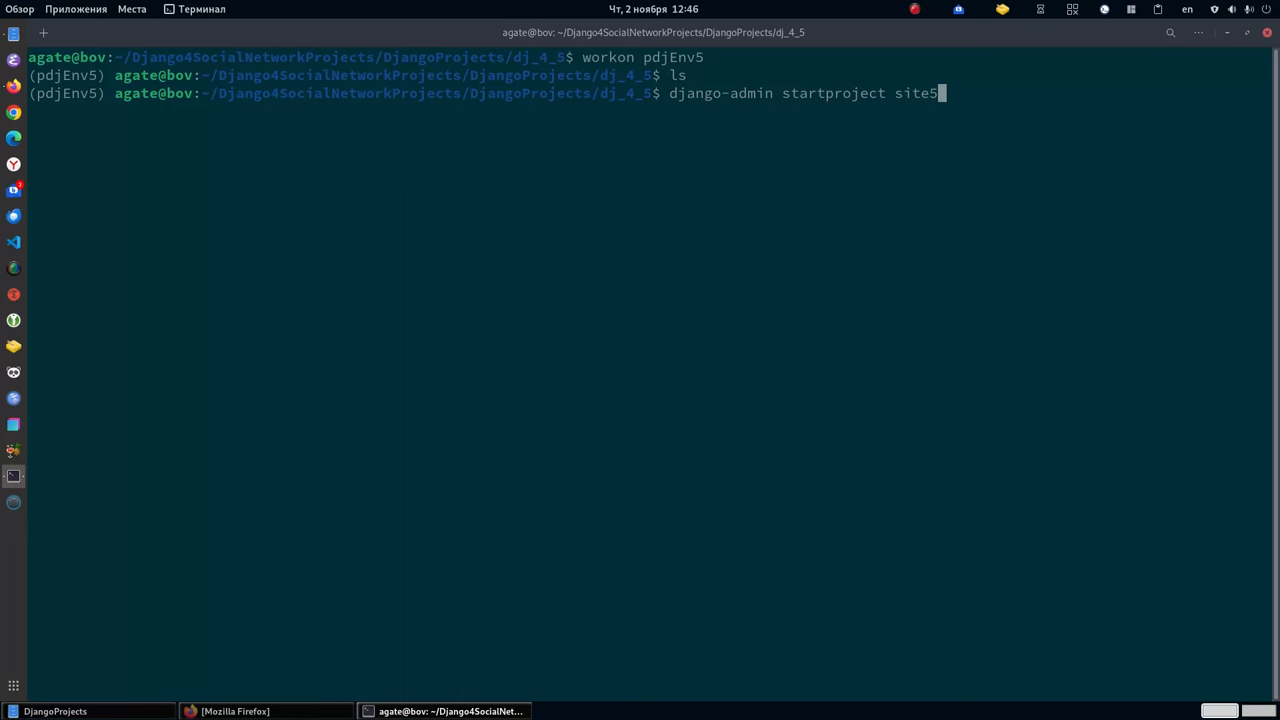 Обзор Приложения Места Терминал Чт, 2 ноября 12:46 en
agate@bov: ~/Django4SocialNetworkProjects/DjangoProjects/dj_4_5
agate@bov:~/Django4SocialNetworkProjects/DjangoProjects/dj_4_5$ workon pdjEnv5
(pdjEnv5) agate@bov:~/Django4SocialNetworkProjects/DjangoProjects/dj_4_5$ ls
(pdjEnv5) agate@bov:~/Django4SocialNetworkProjects/DjangoProjects/dj_4_5$ django-admin startproject site5
DjangoProjects [Mozilla Firefox] agate@bov: ~/Django4SocialNet...